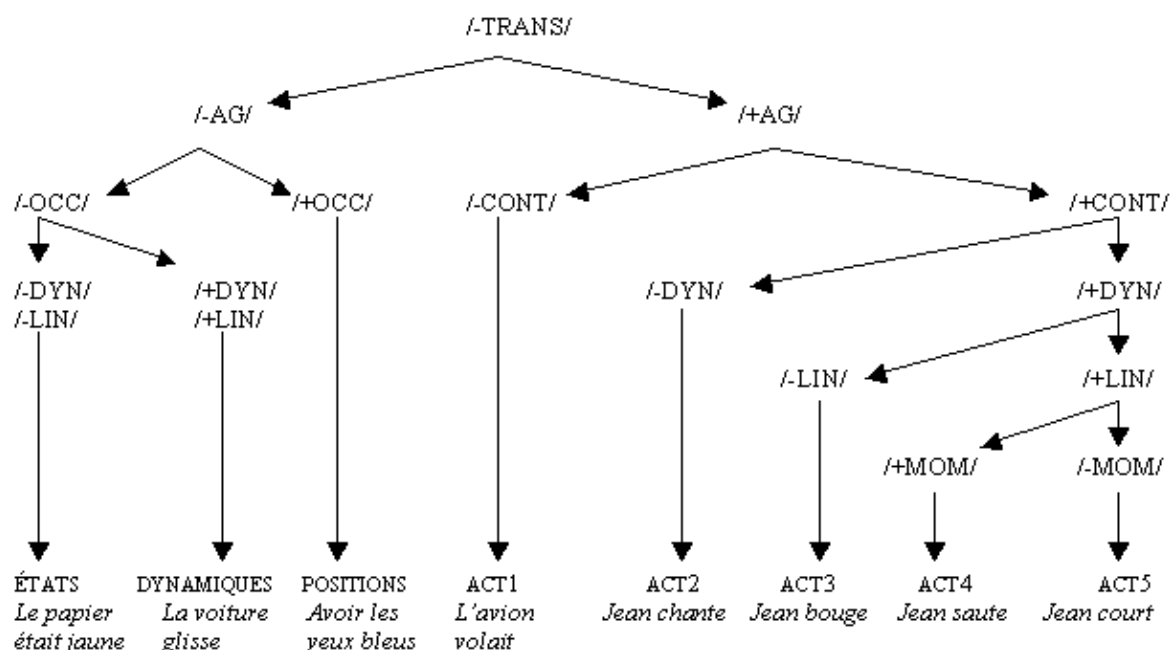 /-TRANS/
/-AG/ /+AG/
/-OCC/ /+OCC/ /-CONT/ /+CONT/
/-DYN/ /+DYN/ /-DYN/ /+DYN/
/-LIN/ /+LIN/
/-LIN/ /+LIN/
/+MOM/ /-MOM/
ÉTATS DYNAMIQUES POSITIONS ACT1 ACT2 ACT3 ACT4 ACT5
Le papier La voiture Avoir les L'avion Jean chante Jean bouge Jean saute Jean court
était jaune glisse yeux bleus volait